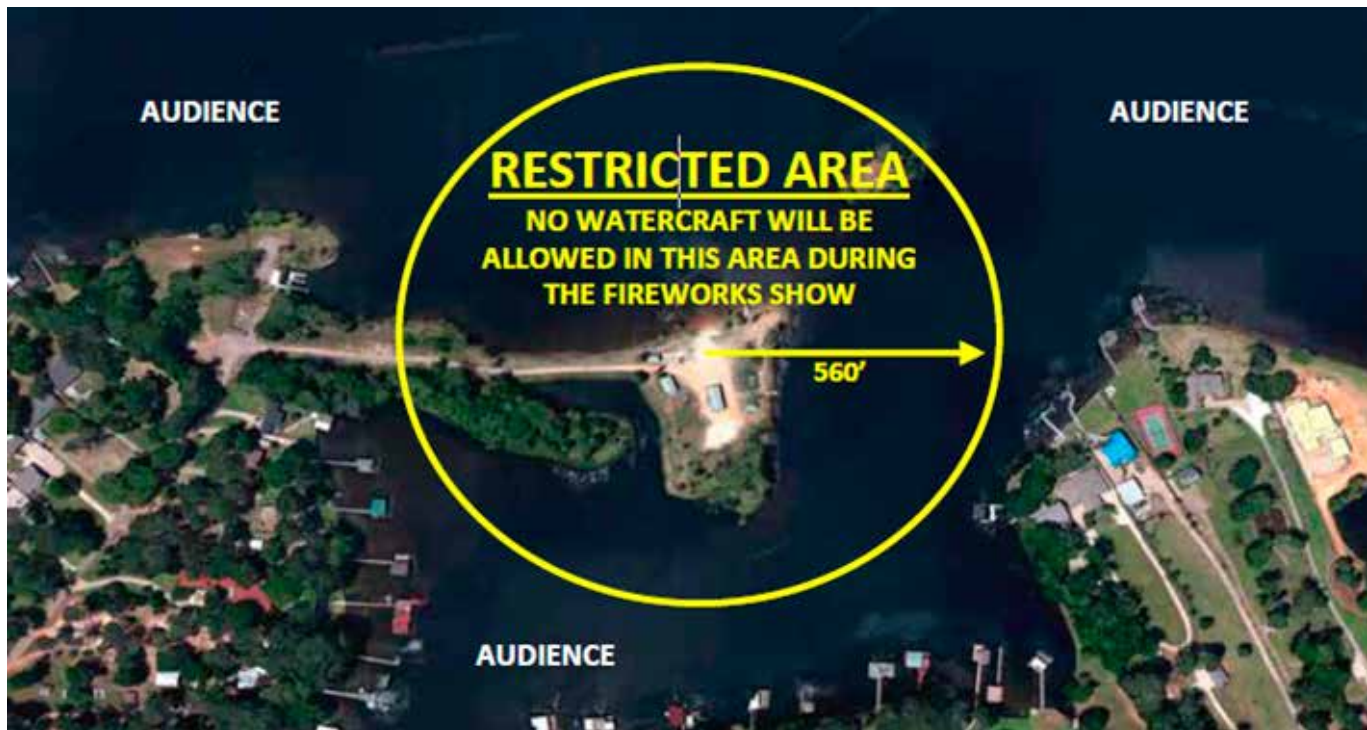 AUDIENCE
AUDIENCE
RESTRICTED AREA
NO WATERCRAFT WILL BE
ALLOWED IN THIS AREA DURING
THE FIREWORKS SHOW
560’
AUDIENCE